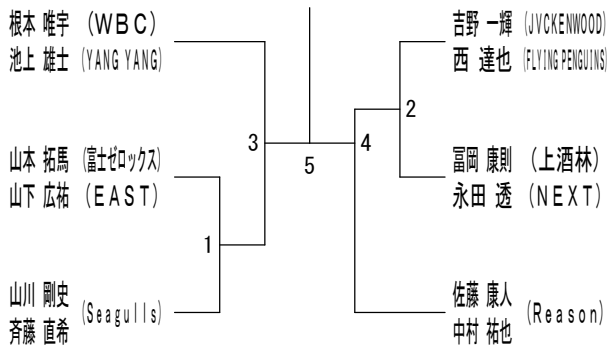 根本 唯宇 (WBC)
池上 雄士 (YANG YANG)
山本 拓馬 (富士ゼロックス)
山下 広祐 (EAST)
山川 剛史
斉藤 直希
(Seagulls)
1
3
5
4
2
吉野 一輝 (JVCKENWOOD)
西 達也 (FLYING PENGUINS)
冨岡 康則 (上酒林)
永田 透 (NEXT)
佐藤 康人
中村 祐也
(Reason)